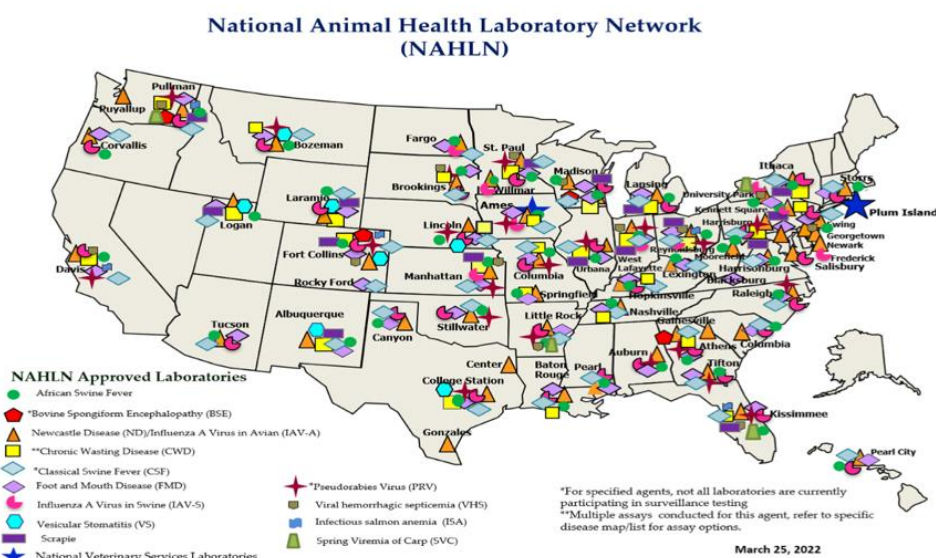 National Animal Health Laboratory Network
(NAHLN)
Pullman
Puyallup
Corvallis
Bozeman
Fargo
St. Paul
Brookings
Willmar
Madison
Lansing
Ithaca
Storrs
University Park
Plum Island
Kennett Square
Harrisburg
Ewing
Georgetown
Newark
Frederick
Salisbury
Laramie
Logan
Ames
Lincoln
Reynoldsburg
Moorefield
Harrisonburg
Blacksburg
Davis
Fort Collins
Rocky Ford
Manhattan
Columbia
Urbana
West
Lafayette
Lexington
Hopkinsville
Raleigh
Springfield
Nashville
Tucson
Albuquerque
Canyon
Stillwater
Little Rock
Gainesville
Athens
Columbia
Auburn
Tifton
Center
Baton
Rouge
Pearl
College Station
Gonzales
Kissimmee
Pearl City
NAHLN Approved Laboratories
African Swine Fever
*Bovine Spongiform Encephalopathy (BSE)
Newcastle Disease (ND)/Influenza A Virus in Avian (IAV-A)
**Chronic Wasting Disease (CWD)
*Classical Swine Fever (CSF)
Foot and Mouth Disease (FMD)
Influenza A Virus in Swine (IAV-S)
Vesicular Stomatitis (VS)
Scrapie
National Veterinary Services Laboratories
*Pseudorabies Virus (PRV)
Viral hemorrhagic septicemia (VHS)
Infectious salmon anemia (ISA)
Spring Viremia of Carp (SVC)
*For specified agents, not all laboratories are currently
participating in surveillance testing
**Multiple assays conducted for this agent, refer to specific
disease map/list for assay options.
March 25, 2022